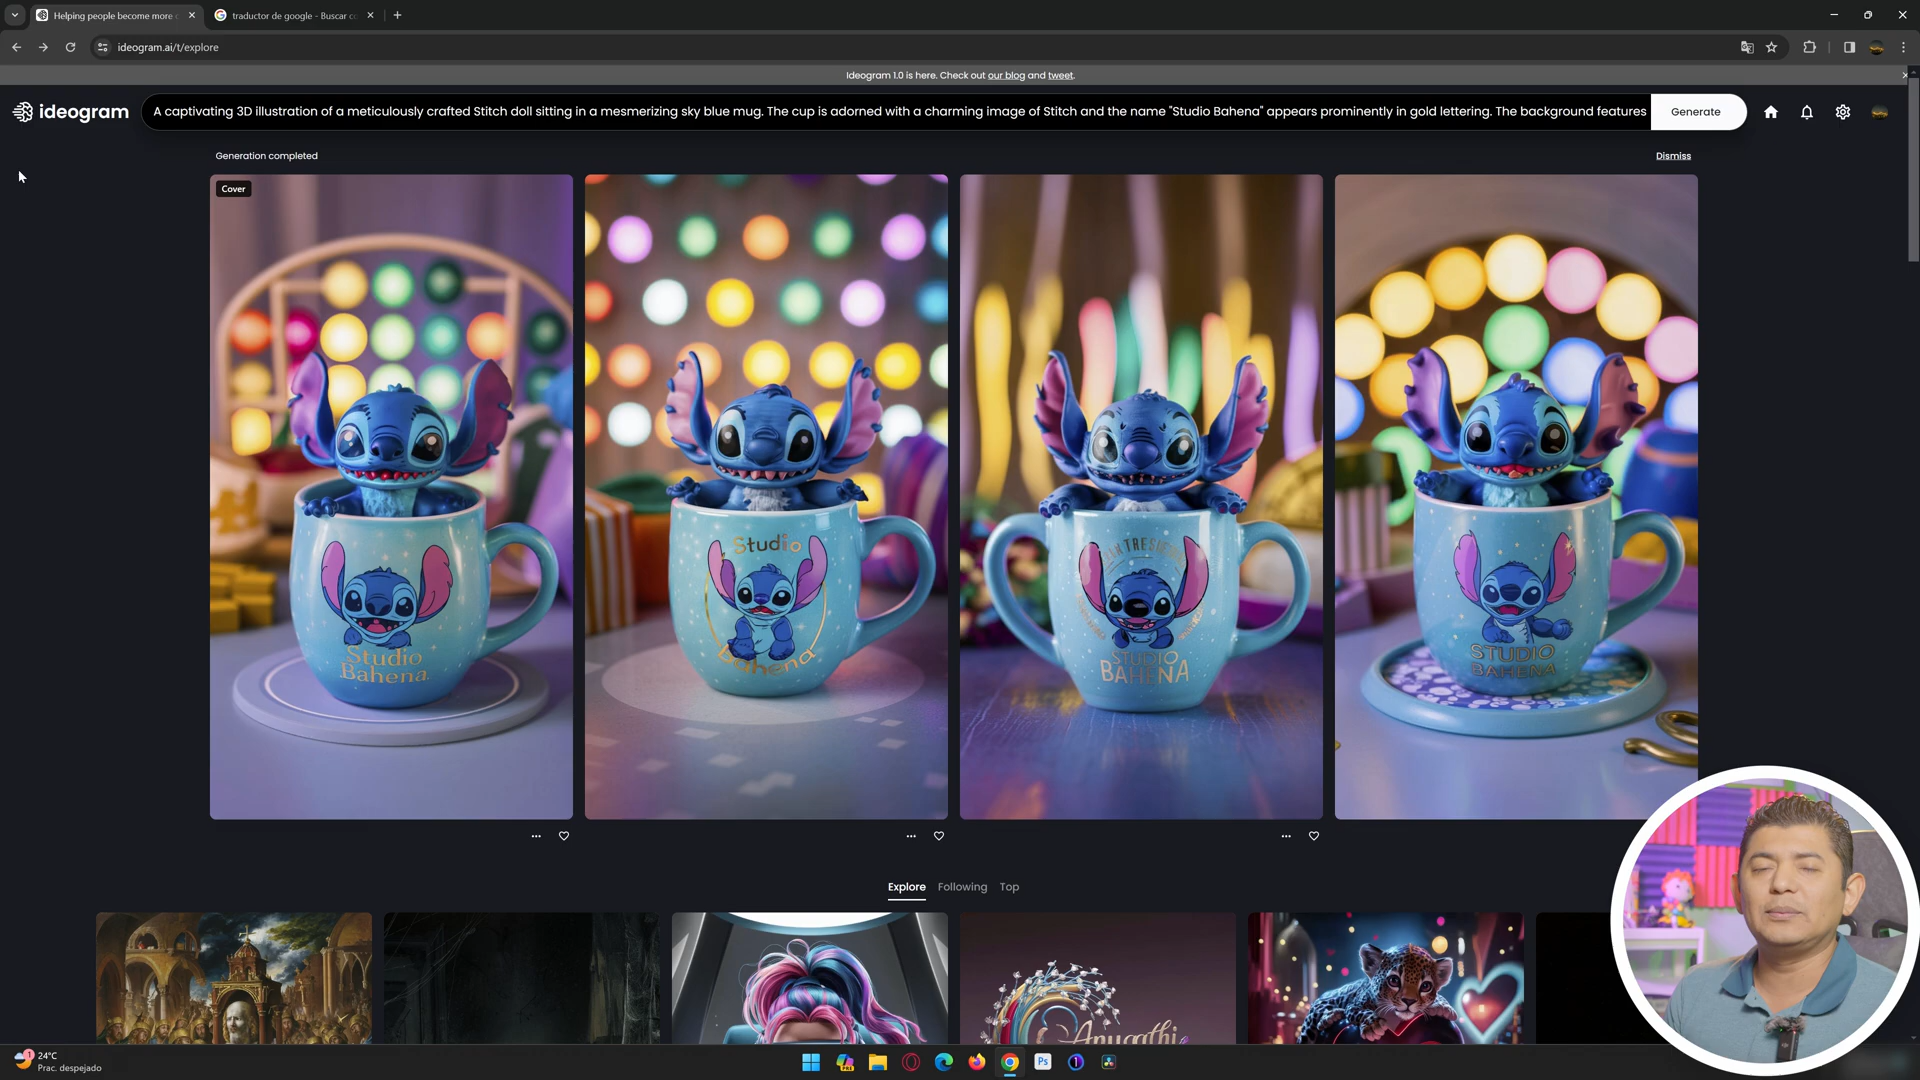 Helping people become more c
traductor de google - Buscar c
ideogram.ai/t/explore
Ideogram 1.0 is here. Check out our blog and tweet.
ideogram
A captivating 3D illustration of a meticulously crafted Stitch doll sitting in a mesmerizing sky blue mug. The cup is adorned with a charming image of Stitch and the name "Studio Bahena" appears prominently in gold lettering. The background features
Generate
Generation completed
Dismiss
Cover
Studio
Bahena
Studio
Bahena
STUDIO
BAHENA
STUDIO
BAHENA
Explore
Following
Top
Anugathi
1
24°C
Prac. despejado
PRE
Ps